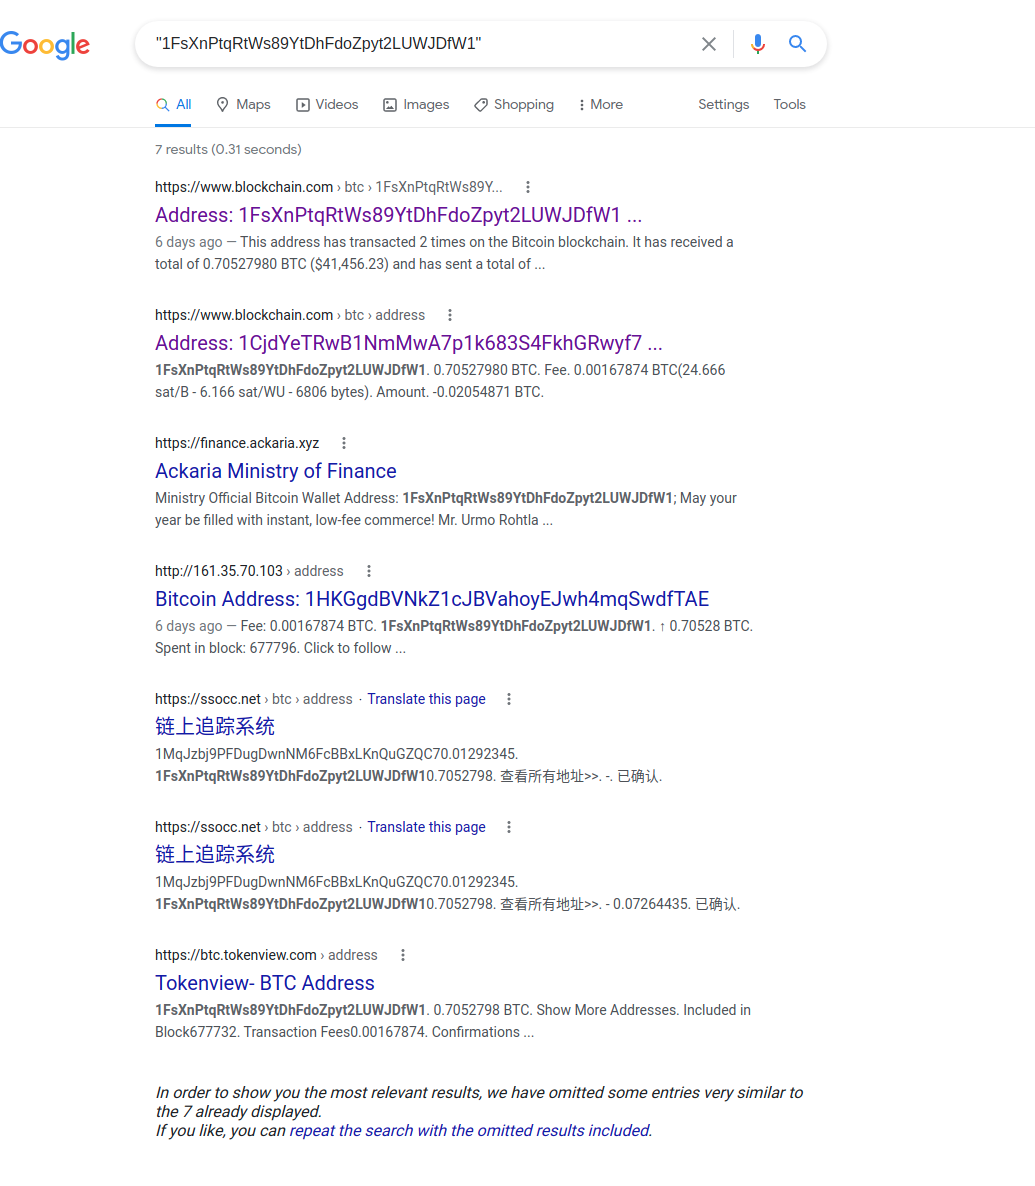 Google
"1FsXnPtqRtWs89YtDhFdoZpyt2LUWJDfW1"
All Maps Videos Images Shopping More Settings Tools
7 results (0.31 seconds)
https://www.blockchain.com › btc › 1FsXnPtqRtWs89Y...
Address: 1FsXnPtqRtWs89YtDhFdoZpyt2LUWJDfW1 ...
6 days ago — This address has transacted 2 times on the Bitcoin blockchain. It has received a
total of 0.70527980 BTC ($41,456.23) and has sent a total of ...
https://www.blockchain.com › btc › address
Address: 1CjdYeTRwB1NmMwA7p1k683S4FkhGRwyf7 ...
1FsXnPtqRtWs89YtDhFdoZpyt2LUWJDfW1. 0.70527980 BTC. Fee. 0.00167874 BTC(24.666
sat/B - 6.166 sat/WU - 6806 bytes). Amount. -0.02054871 BTC.
https://finance.ackaria.xyz
Ackaria Ministry of Finance
Ministry Official Bitcoin Wallet Address: 1FsXnPtqRtWs89YtDhFdoZpyt2LUWJDfW1; May your
year be filled with instant, low-fee commerce! Mr. Urmo Rohtla ...
http://161.35.70.103 › address
Bitcoin Address: 1HKGgdBVNkZ1cJBVahoyEJwh4mqSwdfTAE
6 days ago — Fee: 0.00167874 BTC. 1FsXnPtqRtWs89YtDhFdoZpyt2LUWJDfW1. ↑ 0.70528 BTC.
Spent in block: 677796. Click to follow ...
https://ssocc.net › btc › address · Translate this page
链上追踪系统
1MqJzbj9PFDugDwnNM6FcBBxLKnQuGZQC70.01292345.
1FsXnPtqRtWs89YtDhFdoZpyt2LUWJDfW10.7052798. 查看所有地址>>. -. 已确认.
https://ssocc.net › btc › address · Translate this page
链上追踪系统
1MqJzbj9PFDugDwnNM6FcBBxLKnQuGZQC70.01292345.
1FsXnPtqRtWs89YtDhFdoZpyt2LUWJDfW10.7052798. 查看所有地址>>. - 0.07264435. 已确认.
https://btc.tokenview.com › address
Tokenview- BTC Address
1FsXnPtqRtWs89YtDhFdoZpyt2LUWJDfW1. 0.7052798 BTC. Show More Addresses. Included in
Block677732. Transaction Fees0.00167874. Confirmations ...
In order to show you the most relevant results, we have omitted some entries very similar to
the 7 already displayed.
If you like, you can repeat the search with the omitted results included.